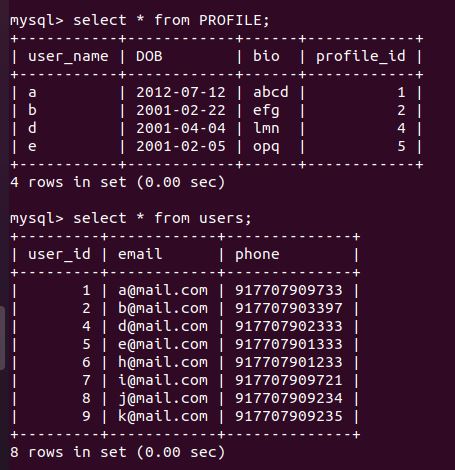 mysql> select * from PROFILE;
+-----------+------------+------+------------+
| user_name | DOB        | bio  | profile_id |
+-----------+------------+------+------------+
| a         | 2012-07-12 | abcd |          1 |
| b         | 2001-02-22 | efg  |          2 |
| d         | 2001-04-04 | lmn  |          4 |
| e         | 2001-02-05 | opq  |          5 |
+-----------+------------+------+------------+
4 rows in set (0.00 sec)
mysql> select * from users;
+---------+------------+--------------+
| user_id | email      | phone        |
+---------+------------+--------------+
|       1 | a@mail.com | 917707909733 |
|       2 | b@mail.com | 917707903397 |
|       4 | d@mail.com | 917707902333 |
|       5 | e@mail.com | 917707901333 |
|       6 | h@mail.com | 917707901233 |
|       7 | i@mail.com | 917707909721 |
|       8 | j@mail.com | 917707909234 |
|       9 | k@mail.com | 917707909235 |
+---------+------------+--------------+
8 rows in set (0.00 sec)